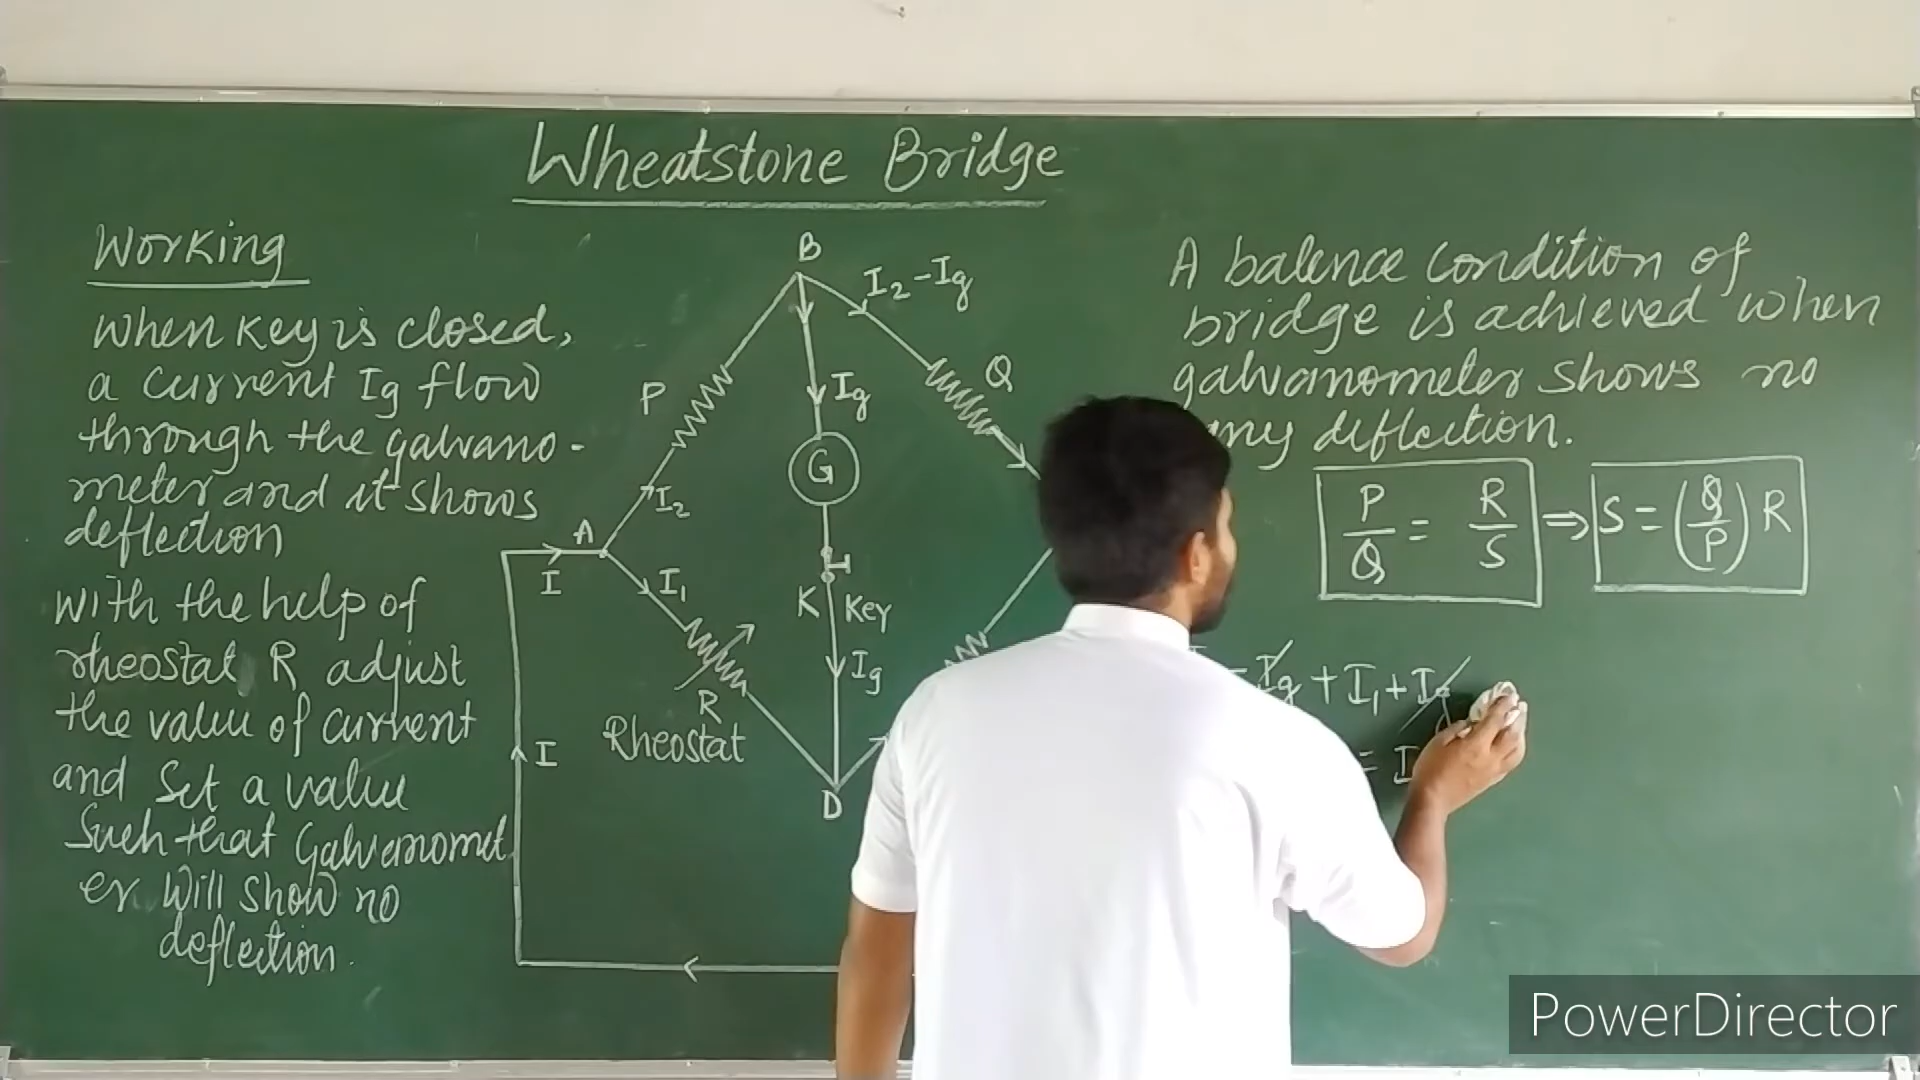 Wheatstone Bridge
Working
When Key is closed,
a current Ig flow
through the galvano-
meter and it shows
deflection
With the help of
rheostat R adjust
the value of current
and set a value
Such that Galvanomet
er will show no
deflection.
B
I₂-Ig
P
Q
Ig
G
I₂
A
I
I₁
K Key
Ig
R
Rheostat
I
D
A balence condition of
bridge is achieved when
galvanometer shows no
any deflection.
P/Q = R/S ⇒ S = (Q/P) R
Ig + I₁ + I
= I
PowerDirector